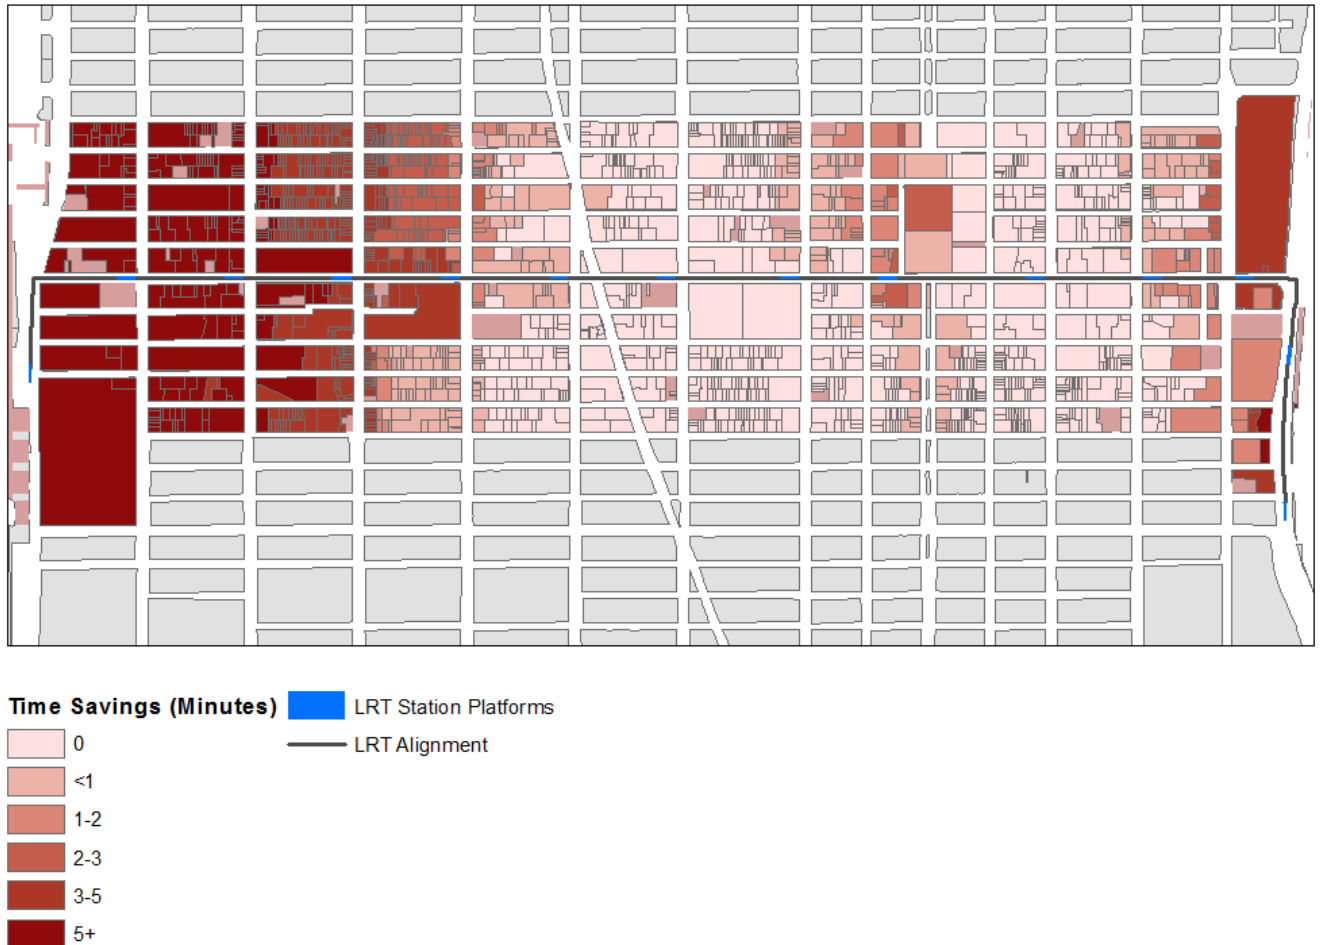 Time Savings (Minutes)
LRT Station Platforms
0
LRT Alignment
<1
1-2
2-3
3-5
5+